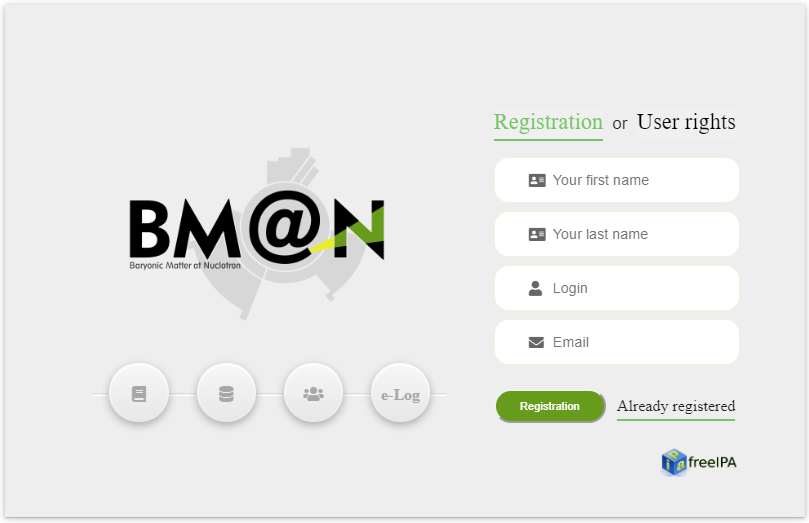 BM@N
Baryonic Matter at Nuclotron
e-Log
Registration or User rights
Your first name
Your last name
Login
Email
Registration Already registered
freeIPA